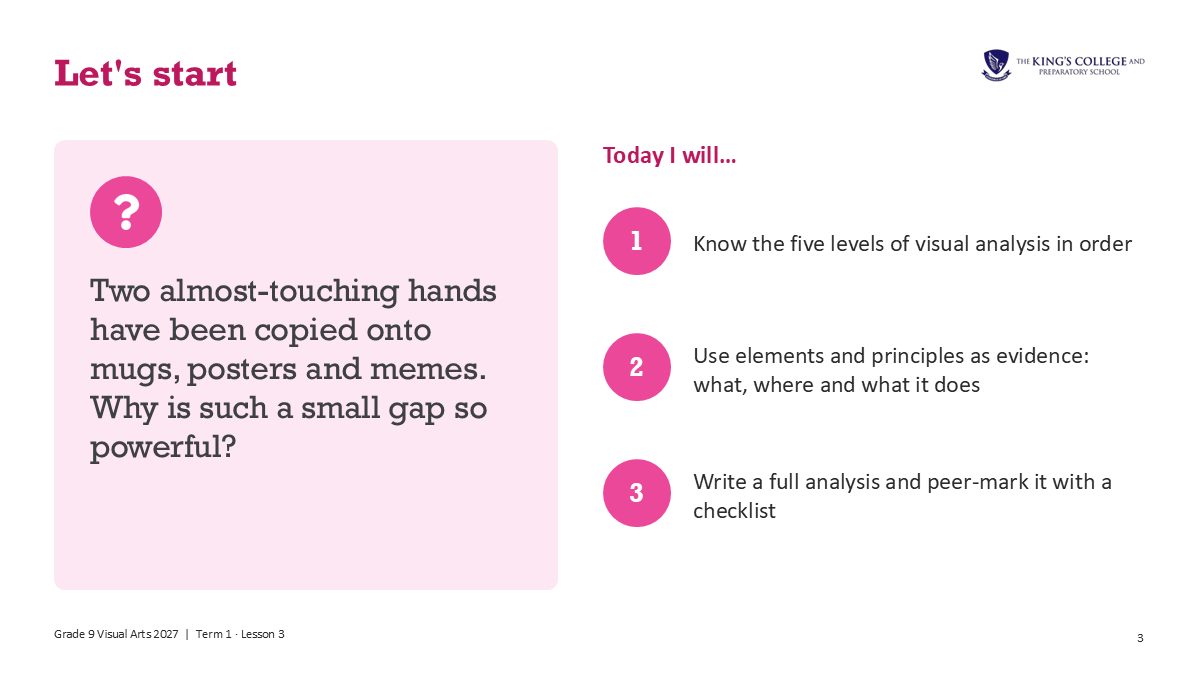 Let's start
THE KING'S COLLEGE AND
PREPARATORY SCHOOL
?
Two almost-touching hands
have been copied onto
mugs, posters and memes.
Why is such a small gap so
powerful?
Today I will...
1
Know the five levels of visual analysis in order
2
Use elements and principles as evidence:
what, where and what it does
3
Write a full analysis and peer-mark it with a
checklist
Grade 9 Visual Arts 2027 | Term 1 · Lesson 3
3